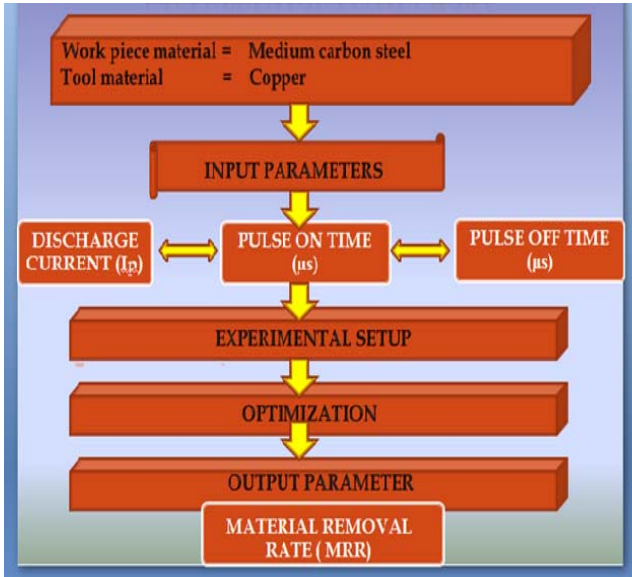 Work piece material = Medium carbon steel
Tool material = Copper
INPUT PARAMETERS
DISCHARGE
CURRENT (Ip)
PULSE ON TIME
(µs)
PULSE OFF TIME
(µs)
EXPERIMENTAL SETUP
OPTIMIZATION
OUTPUT PARAMETER
MATERIAL REMOVAL
RATE ( MRR)